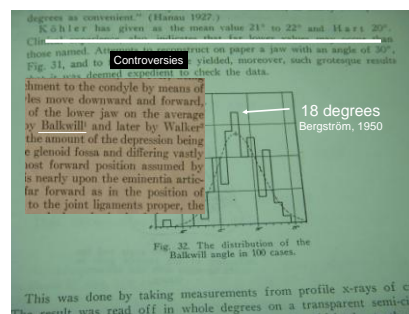 degrees as convenient." (Hanau 1927.)
Köhler has given as the mean value 21° to 22° and Hart 20°.
those named. Attempts to reconstruct on paper a jaw with an angle of 30°,
Fig. 31, and to yielded, moreover, such grotesque results
it was deemed expedient to check the data.
Controversies
hment to the condyle by means of
les move downward and forward,
of the lower jaw on the average
by Balkwill¹ and later by Walker²
the amount of the depression being
e glenoid fossa and differing vastly
nost forward position assumed by
is nearly upon the eminentia artic-
far forward as in the position of
to the joint ligaments proper, the
18 degrees
Bergström, 1950
Fig. 32. The distribution of the
Balkwill angle in 100 cases.
This was done by taking measurements from profile x-rays of
The result was read off in whole degrees on a transparent semi-ci